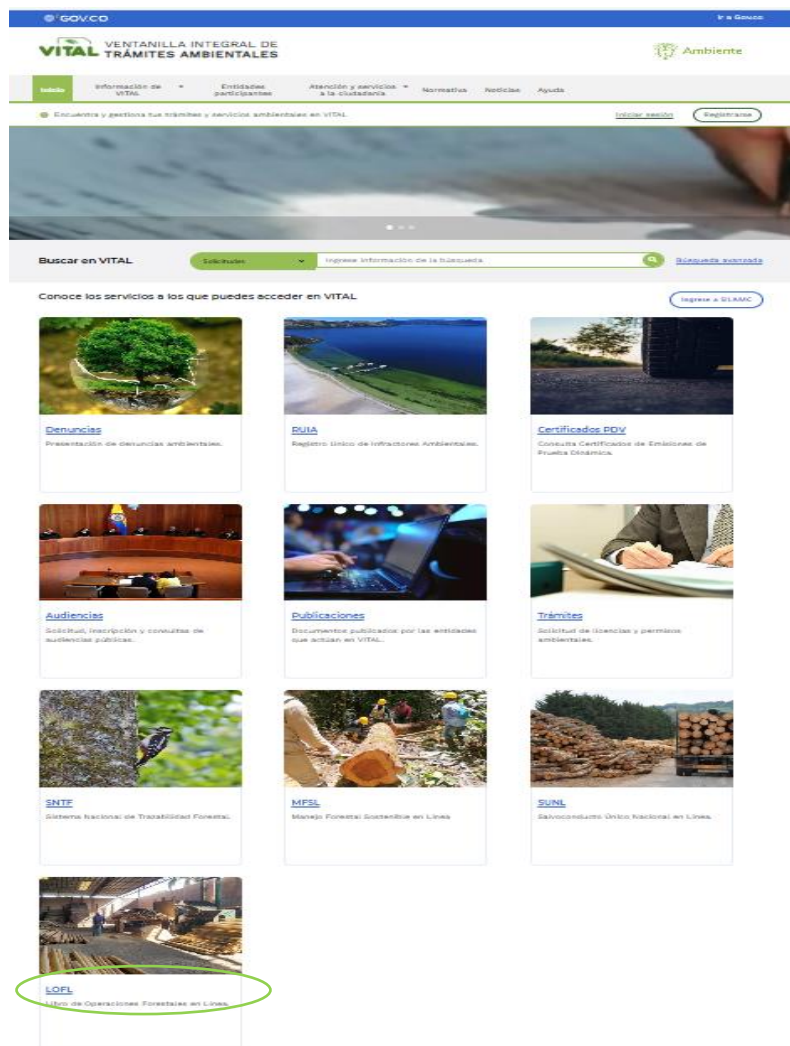 GOV.CO
Ir a Gov.co
VITAL VENTANILLA INTEGRAL DE
TRÁMITES AMBIENTALES
Ambiente
Inicio
Información de
VITAL
Entidades
participantes
Atención y servicios
a la ciudadanía
Normativa
Noticias
Ayuda
Encuentra y gestiona tus trámites y servicios ambientales en VITAL
Iniciar sesión
Registrarse
Buscar en VITAL
Solicitudes
Ingrese información de la búsqueda
Búsqueda avanzada
Conoce los servicios a los que puedes acceder en VITAL
Ingrese a SILAMC
Denuncias
Presentación de denuncias ambientales.
RUIA
Registro Único de Infractores Ambientales.
Certificados PDV
Consulta Certificados de Emisiones de
Prueba Dinámica.
Audiencias
Solicitud, inscripción y consultas de
audiencias públicas.
Publicaciones
Documentos publicados por las entidades
que actúan en VITAL.
Trámites
Solicitud de licencias y permisos
ambientales.
SNTF
Sistema Nacional de Trazabilidad Forestal.
MFSL
Manejo Forestal Sostenible en Línea
SUNL
Salvoconducto Único Nacional en Línea.
LOFL
Libro de Operaciones Forestales en Línea.